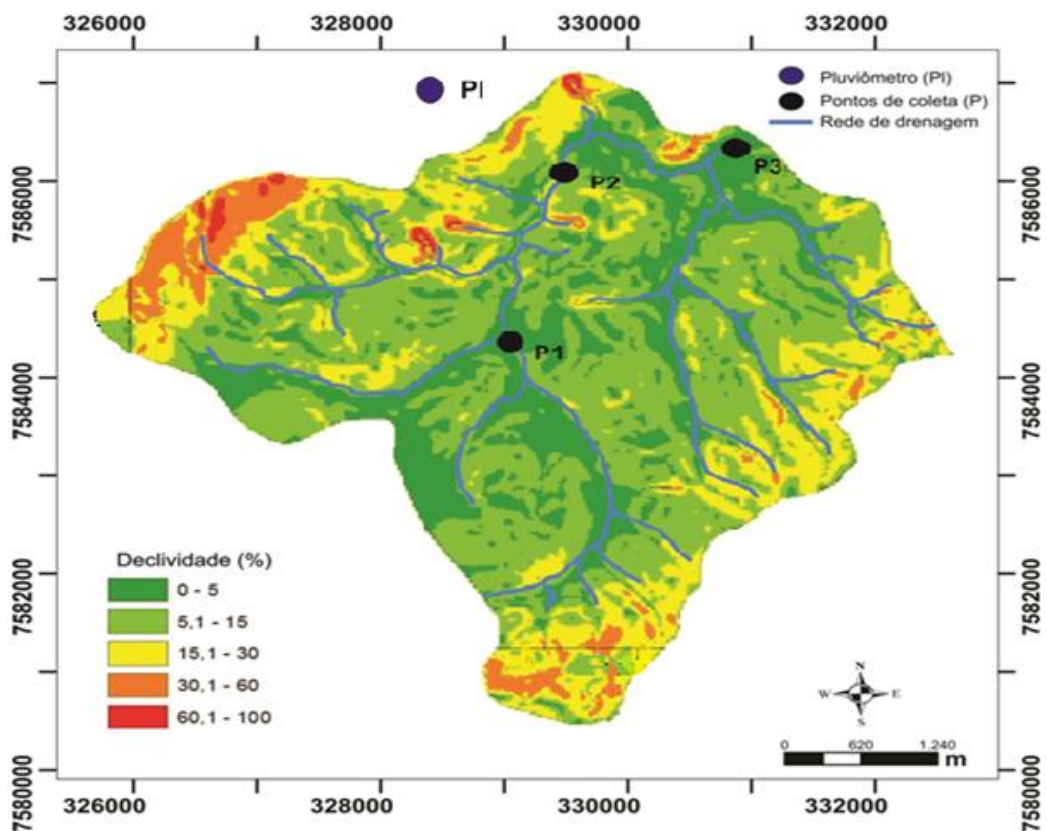 326000 328000 330000 332000
Pl
Pluviômetro (Pl)
Pontos de coleta (P)
Rede de drenagem
P2
P3
P1
7586000
7584000
7582000
7580000
7586000
7584000
7582000
7580000
Declividade (%)
0 - 5
5,1 - 15
15,1 - 30
30,1 - 60
60,1 - 100
N
W E
S
0 620 1.240
m
326000 328000 330000 332000